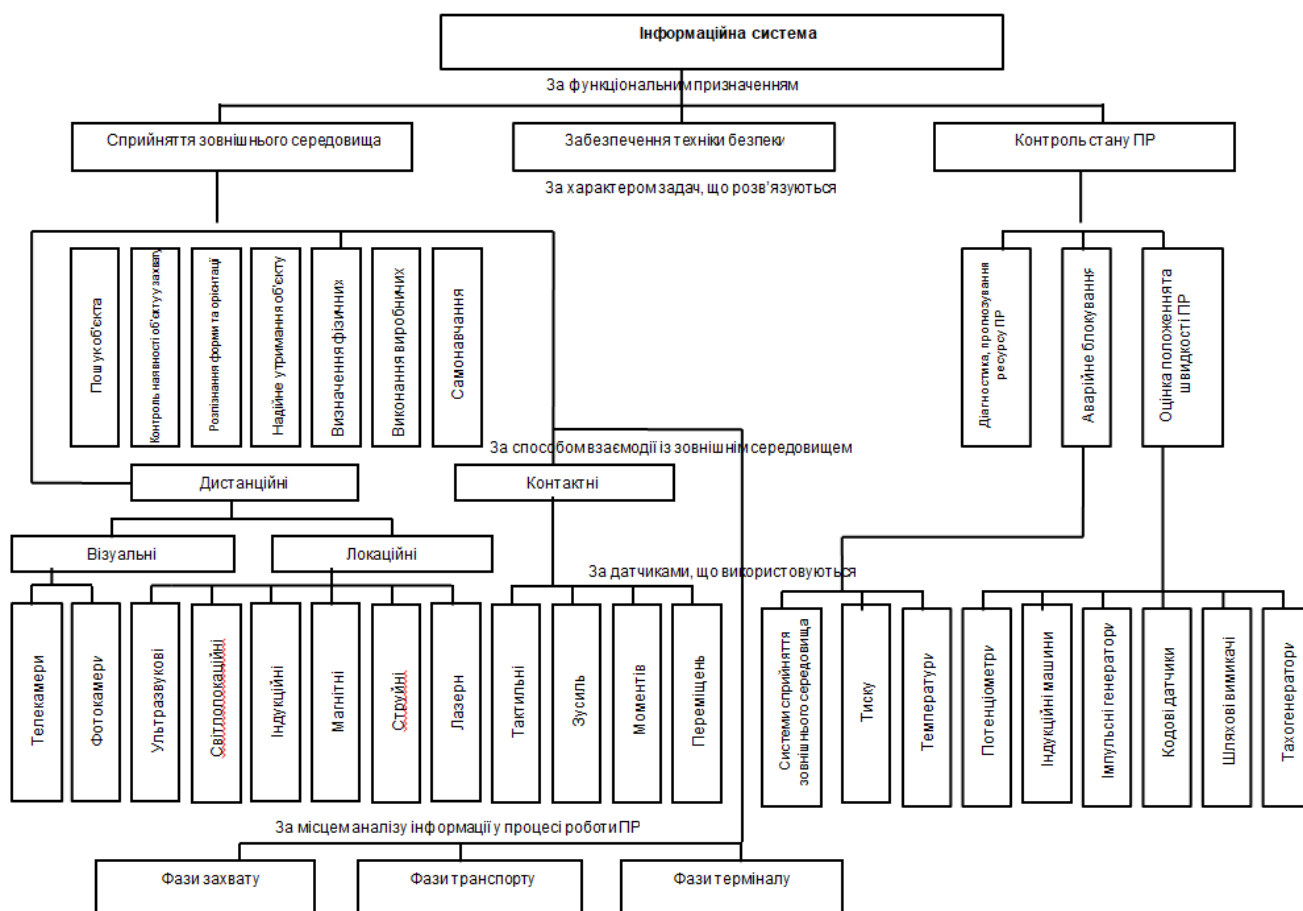 Інформаційна система
За функціональним призначенням
Сприйняття зовнішнього середовища
Забезпечення техніки безпеки
Контроль стану ПР
За характером задач, що розв'язуються
Пошук об'єкта
Контроль наявності об'єкту у захвату
Розпізнання форми та орієнтації
Надійне утримання об'єкту
Визначення фізичних
Виконання виробничих
Самонавчання
Діагностика, прогнозування
ресурсу ПР
Аварійне блокування
Оцінка положеннята
швидкості ПР
За способом взаємодії із зовнішнім середовищем
Дистанційні
Контактні
Візуальні
Локаційні
За датчиками, що використовуються
Телекамери
Фотокамери
Ультразвукові
Світлолокаційні
Індукційні
Магнітні
Струйні
Лазерн
Тактильні
Зусиль
Моментів
Переміщень
Системи сприйняття
зовнішнього середовища
Тиску
Температури
Потенціометри
Індукційні машини
Імпульсні генератори
Кодові датчики
Шляхові вимикачі
Тахогенератори
За місцем аналізу інформації у процесі роботи ПР
Фази захвату
Фази транспорту
Фази терміналу